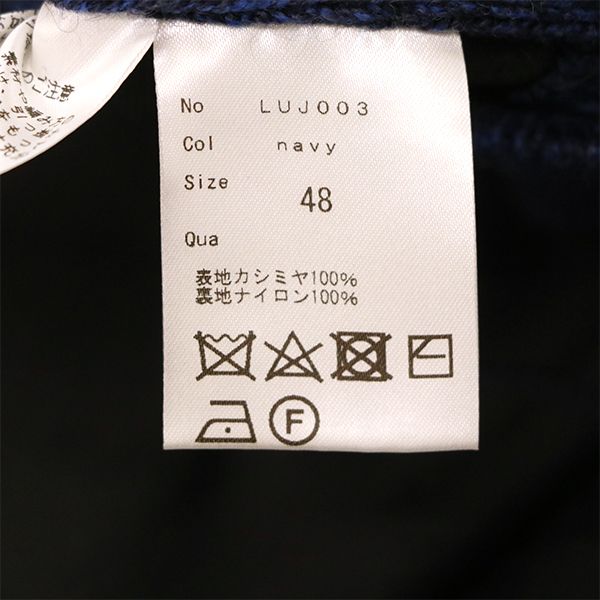 No LUJ003
Col navy
Size 48
Qua
表地カシミヤ100%
裏地ナイロン100%
F